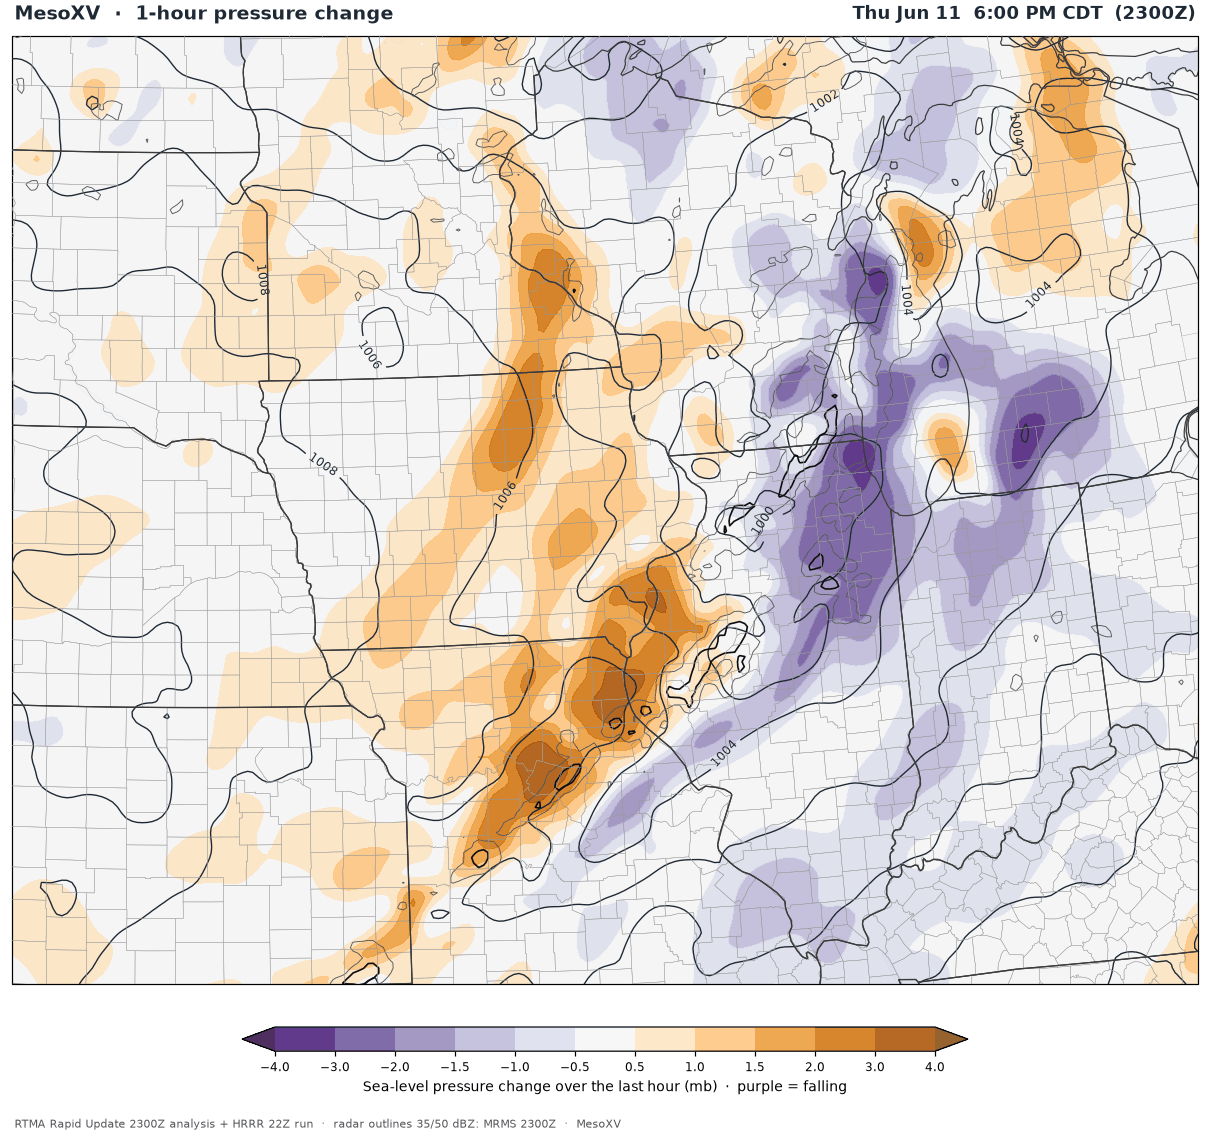 MesoXV · 1-hour pressure change
Thu Jun 11 6:00 PM CDT (2300Z)
1002
1004
1008
1004
1004
1006
1008
1006
1000
1004
−4.0 −3.0 −2.0 −1.5 −1.0 −0.5 0.5 1.0 1.5 2.0 3.0 4.0
Sea-level pressure change over the last hour (mb) · purple = falling
RTMA Rapid Update 2300Z analysis + HRRR 22Z run · radar outlines 35/50 dBZ: MRMS 2300Z · MesoXV